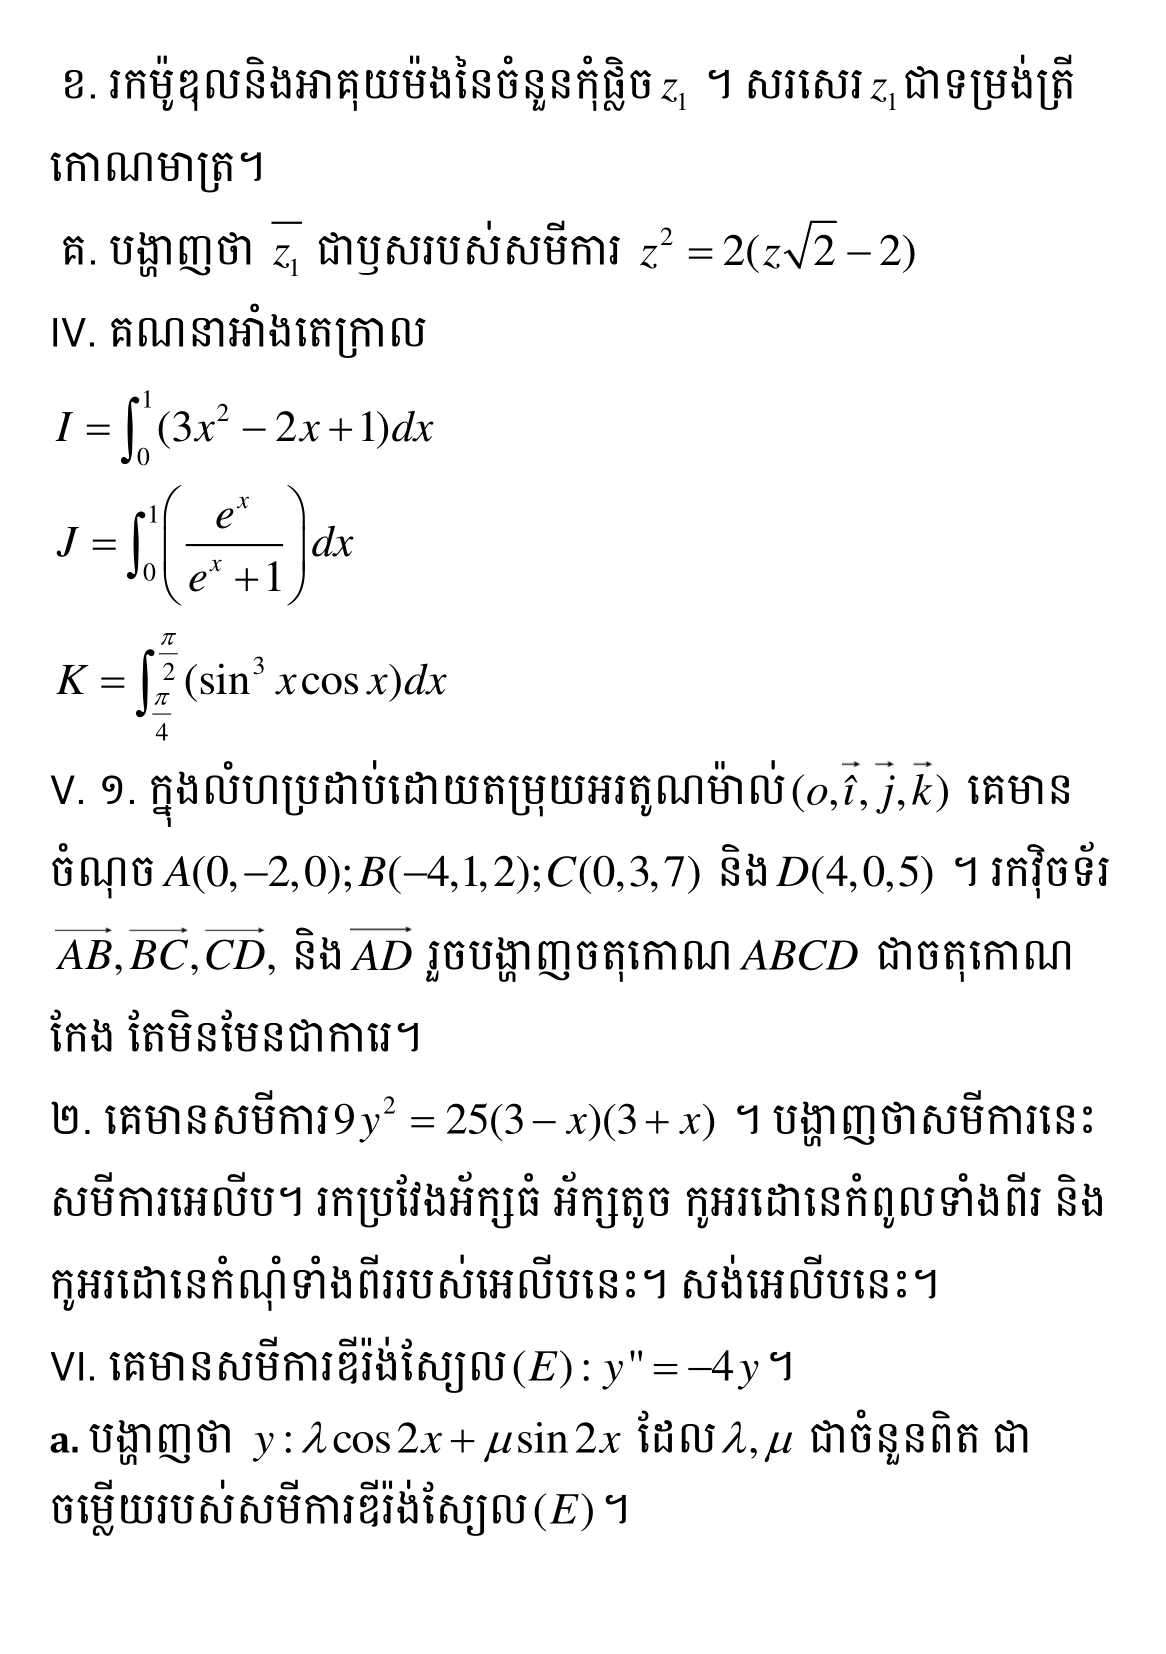 ខ. រកម៉ូឌុលនិងអាគុយម៉ងនៃចំនួនកុំផ្លិច z₁ ។ សរសេរ z₁ ជាទម្រង់ត្រី
កោណមាត្រ។
គ. បង្ហាញថា $\overline{z_1}$ ជាឫសរបស់សមីការ $z^2 = 2(z\sqrt{2} - 2)$
IV. គណនាអាំងតេក្រាល
$I = \int_0^1 (3x^2 - 2x + 1)dx$
$J = \int_0^1 \left( \frac{e^x}{e^x + 1} \right) dx$
$K = \int_{\frac{\pi}{4}}^{\frac{\pi}{2}} (\sin^3 x \cos x)dx$
V. ១. ក្នុងលំហប្រដាប់ដោយតម្រុយអរតូណម៉ាល់ $(o, \vec{i}, \vec{j}, \vec{k})$ គេមាន
ចំណុច A(0,−2,0); B(−4,1,2); C(0,3,7) និង D(4,0,5) ។ រកវ៉ិចទ័រ
$\overrightarrow{AB}, \overrightarrow{BC}, \overrightarrow{CD},$ និង $\overrightarrow{AD}$ រួចបង្ហាញចតុកោណ ABCD ជាចតុកោណ
កែង តែមិនមែនជាការេ។
២. គេមានសមីការ $9y^2 = 25(3 - x)(3 + x)$ ។ បង្ហាញថាសមីការនេះ
សមីការអេលីប។ រកប្រវែងអ័ក្សធំ អ័ក្សតូច កូអរដោនេកំពូលទាំងពីរ និង
កូអរដោនេកំណុំទាំងពីររបស់អេលីបនេះ។ សង់អេលីបនេះ។
VI. គេមានសមីការឌីរ៉ង់ស្យែល (E) : y" = −4y ។
a. បង្ហាញថា y : λ cos 2x + μ sin 2x ដែល λ, μ ជាចំនួនពិត ជា
ចម្លើយរបស់សមីការឌីរ៉ង់ស្យែល (E) ។